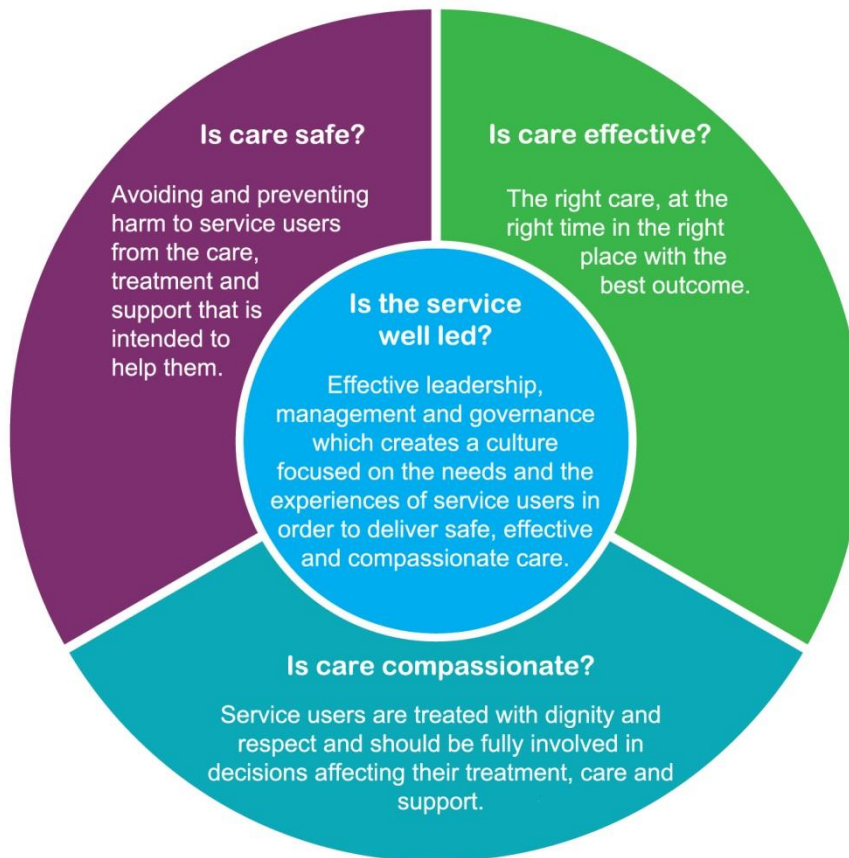 Is care safe?
Avoiding and preventing
harm to service users
from the care,
treatment and
support that is
intended to
help them.
Is care effective?
The right care, at the
right time in the right
place with the
best outcome.
Is the service
well led?
Effective leadership,
management and governance
which creates a culture
focused on the needs and the
experiences of service users in
order to deliver safe, effective
and compassionate care.
Is care compassionate?
Service users are treated with dignity and
respect and should be fully involved in
decisions affecting their treatment, care and
support.